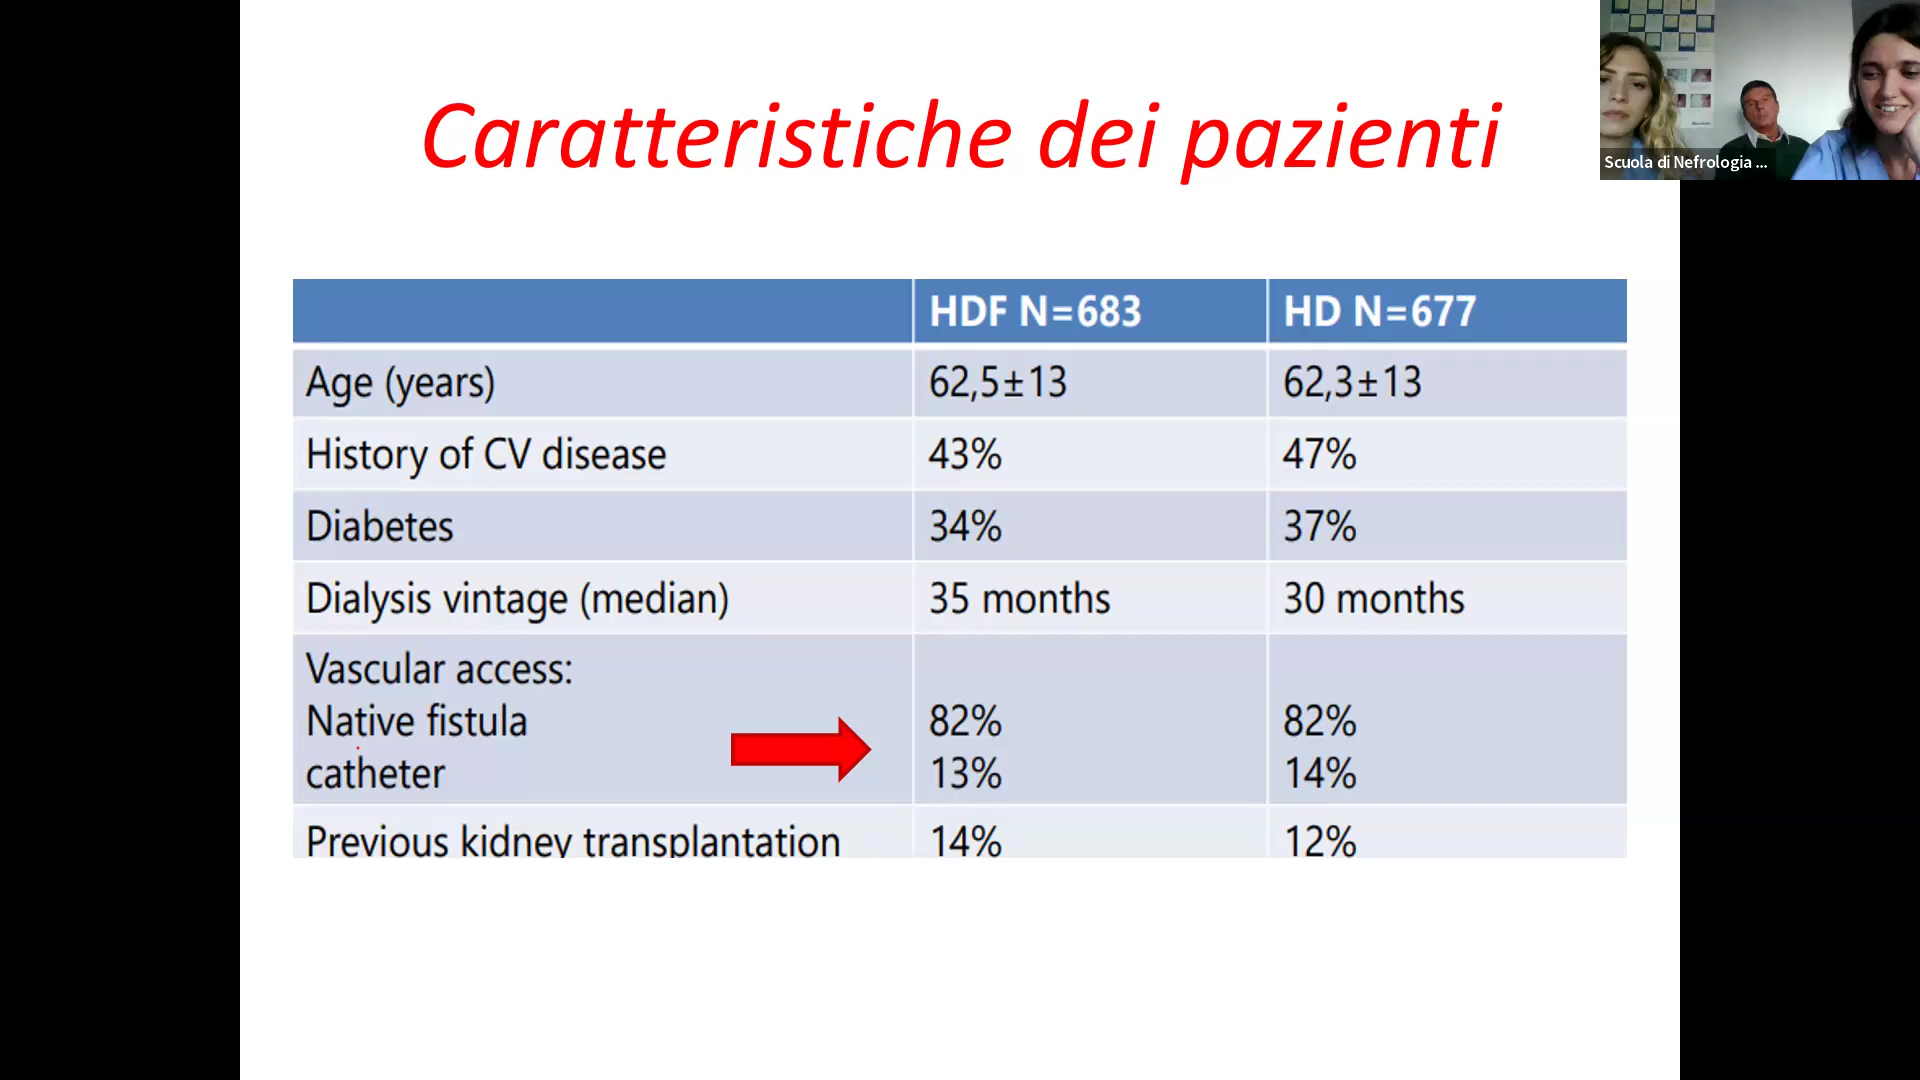 Caratteristiche dei pazienti
Scuola di Nefrologia ...
HDF N=683 HD N=677
Age (years) 62,5±13 62,3±13
History of CV disease 43% 47%
Diabetes 34% 37%
Dialysis vintage (median) 35 months 30 months
Vascular access:
Native fistula 82% 82%
catheter 13% 14%
Previous kidney transplantation 14% 12%